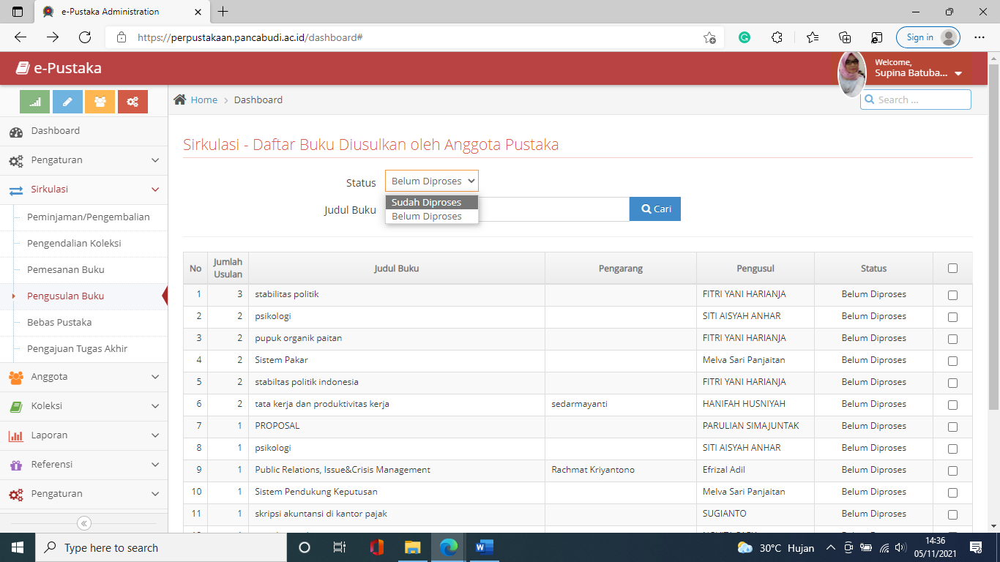 e-Pustaka Administration
https://perpustakaan.pancabudi.ac.id/dashboard#
Sign in
e-Pustaka
Welcome,
Supina Batuba...
Home
Dashboard
Search ...
Dashboard
Pengaturan
Sirkulasi
Peminjaman/Pengembalian
Pengendalian Koleksi
Pemesanan Buku
Pengusulan Buku
Bebas Pustaka
Pengajuan Tugas Akhir
Anggota
Koleksi
Laporan
Referensi
Pengaturan
Sirkulasi - Daftar Buku Diusulkan oleh Anggota Pustaka
Status Belum Diproses
Sudah Diproses
Belum Diproses
Judul Buku Cari
No Jumlah Usulan Judul Buku Pengarang Pengusul Status
1 3 stabilitas politik FITRI YANI HARIANJA Belum Diproses
2 2 psikologi SITI AISYAH ANHAR Belum Diproses
3 2 pupuk organik paitan FITRI YANI HARIANJA Belum Diproses
4 2 Sistem Pakar Melva Sari Panjaitan Belum Diproses
5 2 stabiltas politik indonesia FITRI YANI HARIANJA Belum Diproses
6 2 tata kerja dan produktivitas kerja sedarmayanti HANIFAH HUSNIYAH Belum Diproses
7 1 PROPOSAL PARULIAN SIMAJUNTAK Belum Diproses
8 1 psikologi SITI AISYAH ANHAR Belum Diproses
9 1 Public Relations, Issue&Crisis Management Rachmat Kriyantono Efrizal Adil Belum Diproses
10 1 Sistem Pendukung Keputusan Melva Sari Panjaitan Belum Diproses
11 1 skripsi akuntansi di kantor pajak SUGIANTO Belum Diproses
Type here to search
30°C Hujan
14:36
05/11/2021